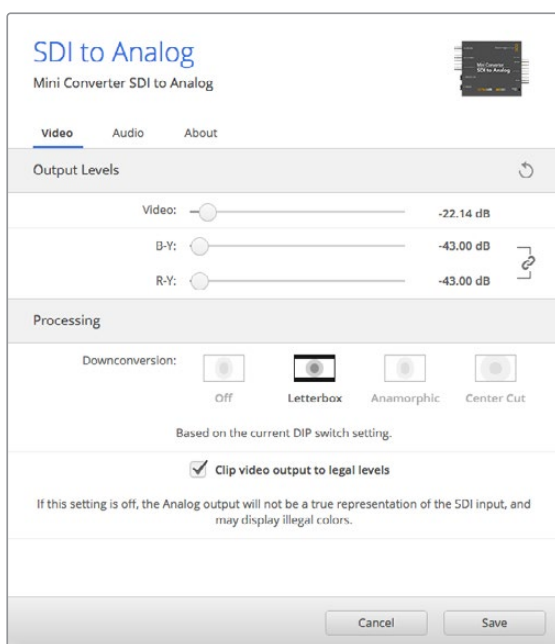 SDI to Analog
Mini Converter SDI to Analog
Video Audio About
Output Levels
Video: -22.14 dB
B-Y: -43.00 dB
R-Y: -43.00 dB
Processing
Downconversion:
Off Letterbox Anamorphic Center Cut
Based on the current DIP switch setting.
Clip video output to legal levels
If this setting is off, the Analog output will not be a true representation of the SDI input, and
may display illegal colors.
Cancel Save